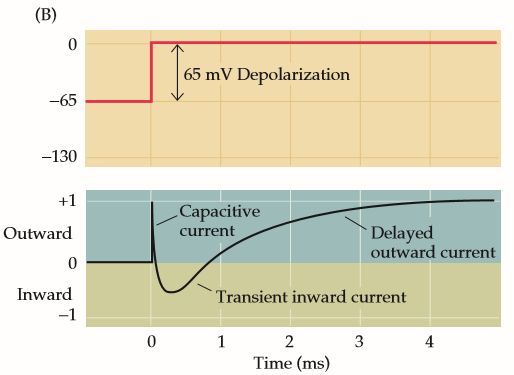 (B)
0
65 mV Depolarization
–65
–130
+1
Capacitive
current
Outward
Delayed
outward current
0
Inward
Transient inward current
–1
0 1 2 3 4
Time (ms)